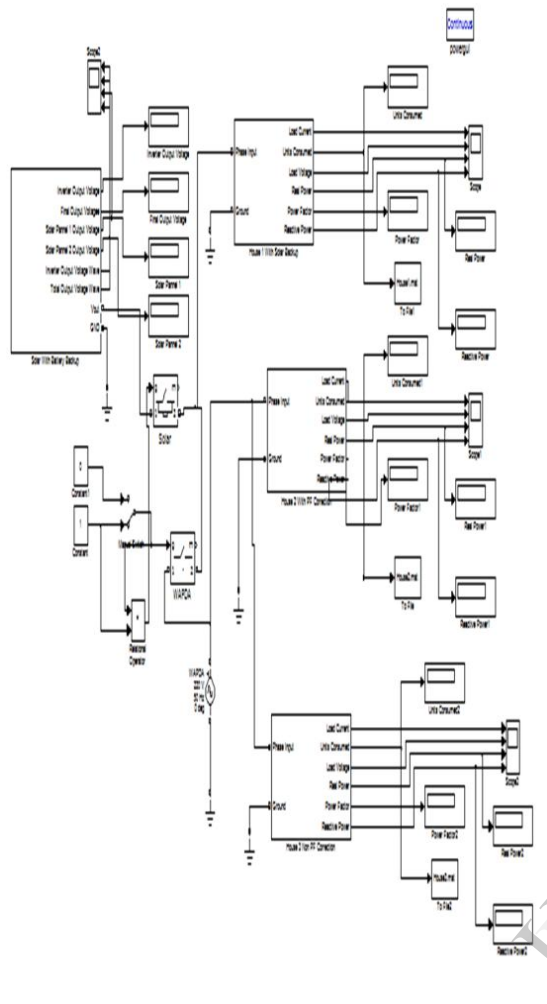 Continuous
powergui
Scope2
Inverter Output Voltage
Final Output Voltage
Solar Pannel 1
Solar Pannel 2
Inverter Output Voltage
Final Output Voltages
Solar Pannel 1 Output Voltage
Solar Pannel 2 Output Voltage
Inverter Output Voltage Wave
Total Output Voltage Wave
Vout
GND
Solar With Battery Backup
Solar
0
Constant1
1
Constant
Manual Switch
Relational
Operator
WAPDA
WAPDA
0 deg
Phase Input
Ground
Load Current
Units Consumed
Load Voltage
Real Power
Power Factor
Reactive Power
House 1 With Solar Backup
Units Consumed
Scope
Power Factor
Real Power
House1.mat
To File1
Reactive Power
Phase Input
Ground
Load Current
Units Consumed
Load Voltage
Real Power
Power Factor
Reactive Power
House 2 With PF Correction
Units Consumed1
Scope1
Power Factor1
Real Power1
House2.mat
To File
Reactive Power1
Phase Input
Ground
Load Current
Units Consumed
Load Voltage
Real Power
Power Factor
Reactive Power
House 3 Non PF Correction
Units Consumed2
Scope2
Power Factor2
Real Power2
To File2
Reactive Power2